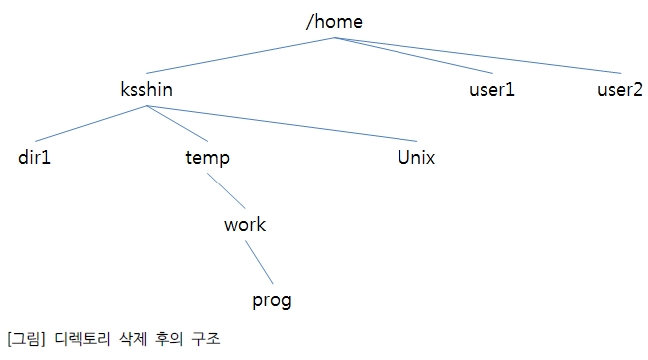 /home
ksshin user1 user2
dir1 temp Unix
work
prog
[그림] 디렉토리 삭제 후의 구조